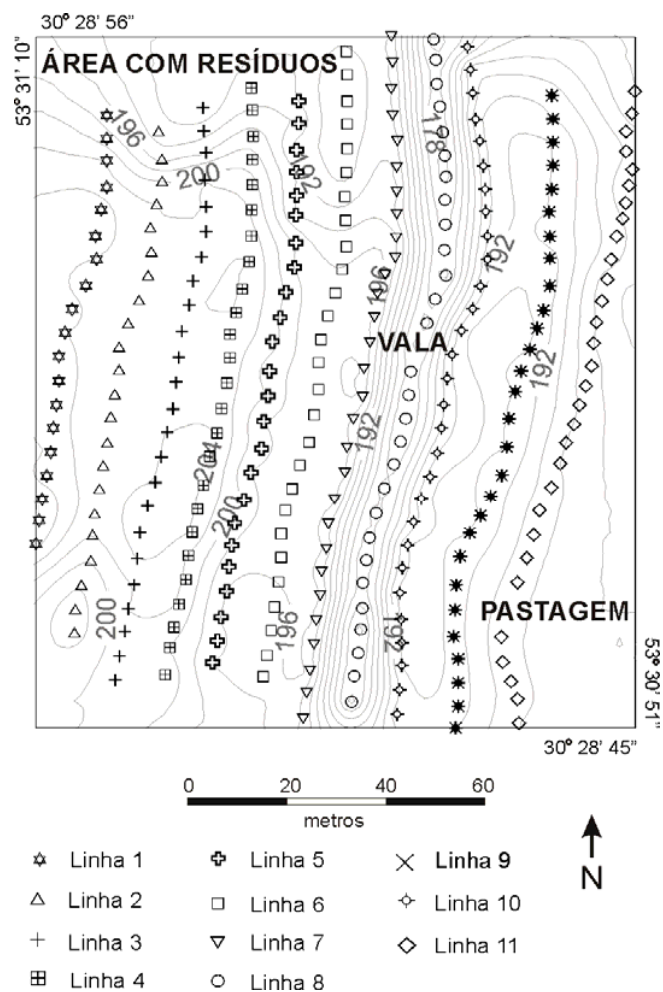 30° 28' 56"
53° 31' 10"
ÁREA COM RESÍDUOS
196
200
192
178
192
196
VALA
192
192
204
200
200
196
192
PASTAGEM
53° 30' 51"
30° 28' 45"
0 20 40 60
metros
N
Linha 1
Linha 2
Linha 3
Linha 4
Linha 5
Linha 6
Linha 7
Linha 8
Linha 9
Linha 10
Linha 11